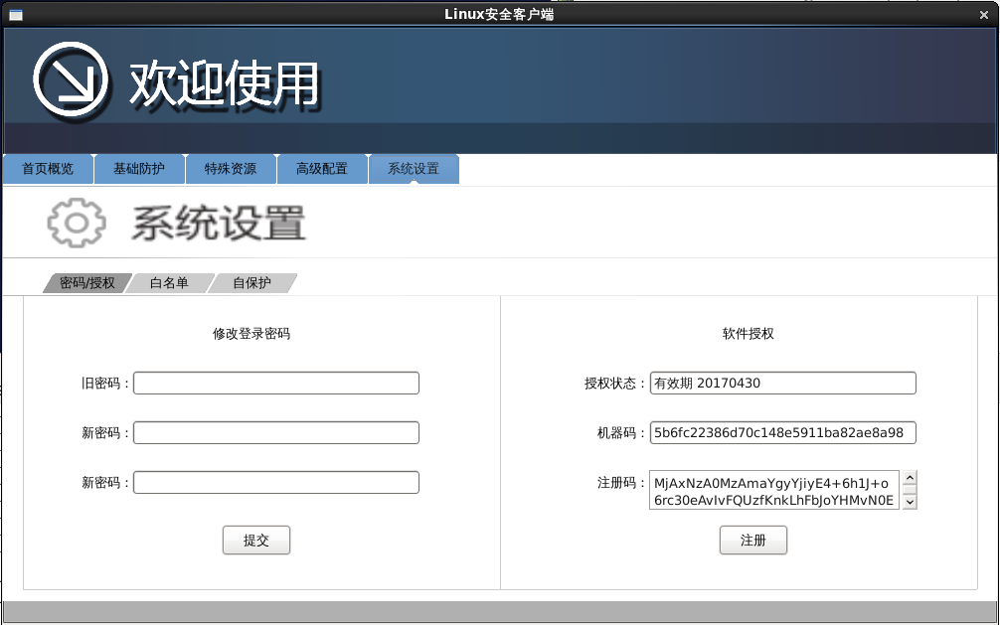 Linux安全客户端
欢迎使用
首页概览 基础防护 特殊资源 高级配置 系统设置
系统设置
密码/授权 白名单 自保护
修改登录密码
旧密码：
新密码：
新密码：
提交
软件授权
授权状态： 有效期 20170430
机器码： 5b6fc22386d70c148e5911ba82ae8a98
注册码： MjAxNzA0MzAmaYgyYjiyE4+6h1J+o
6rc30eAvIvFQUzfKnkLhFbJoYHMvN0E
注册